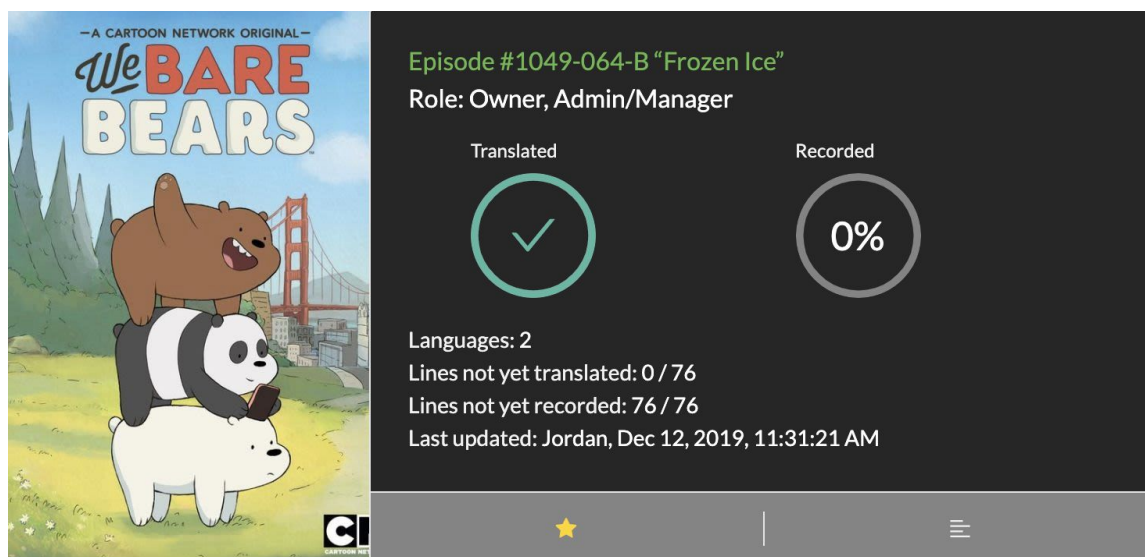 –A CARTOON NETWORK ORIGINAL–
We BARE
BEARS
CARTOON NET
Episode #1049-064-B “Frozen Ice”
Role: Owner, Admin/Manager
Translated
Recorded
0%
Languages: 2
Lines not yet translated: 0 / 76
Lines not yet recorded: 76 / 76
Last updated: Jordan, Dec 12, 2019, 11:31:21 AM